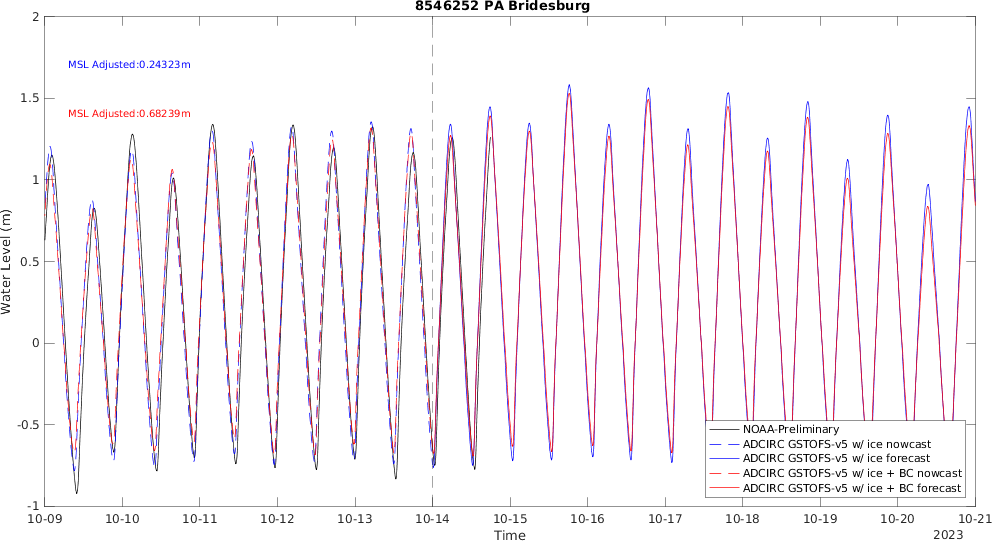 8546252 PA Bridesburg
2
1.5
1
0.5
0
-0.5
-1
Water Level (m)
MSL Adjusted:0.24323m
MSL Adjusted:0.68239m
NOAA-Preliminary
ADCIRC GSTOFS-v5 w/ ice nowcast
ADCIRC GSTOFS-v5 w/ ice forecast
ADCIRC GSTOFS-v5 w/ ice + BC nowcast
ADCIRC GSTOFS-v5 w/ ice + BC forecast
10-09 10-10 10-11 10-12 10-13 10-14 10-15 10-16 10-17 10-18 10-19 10-20 10-21
Time
2023